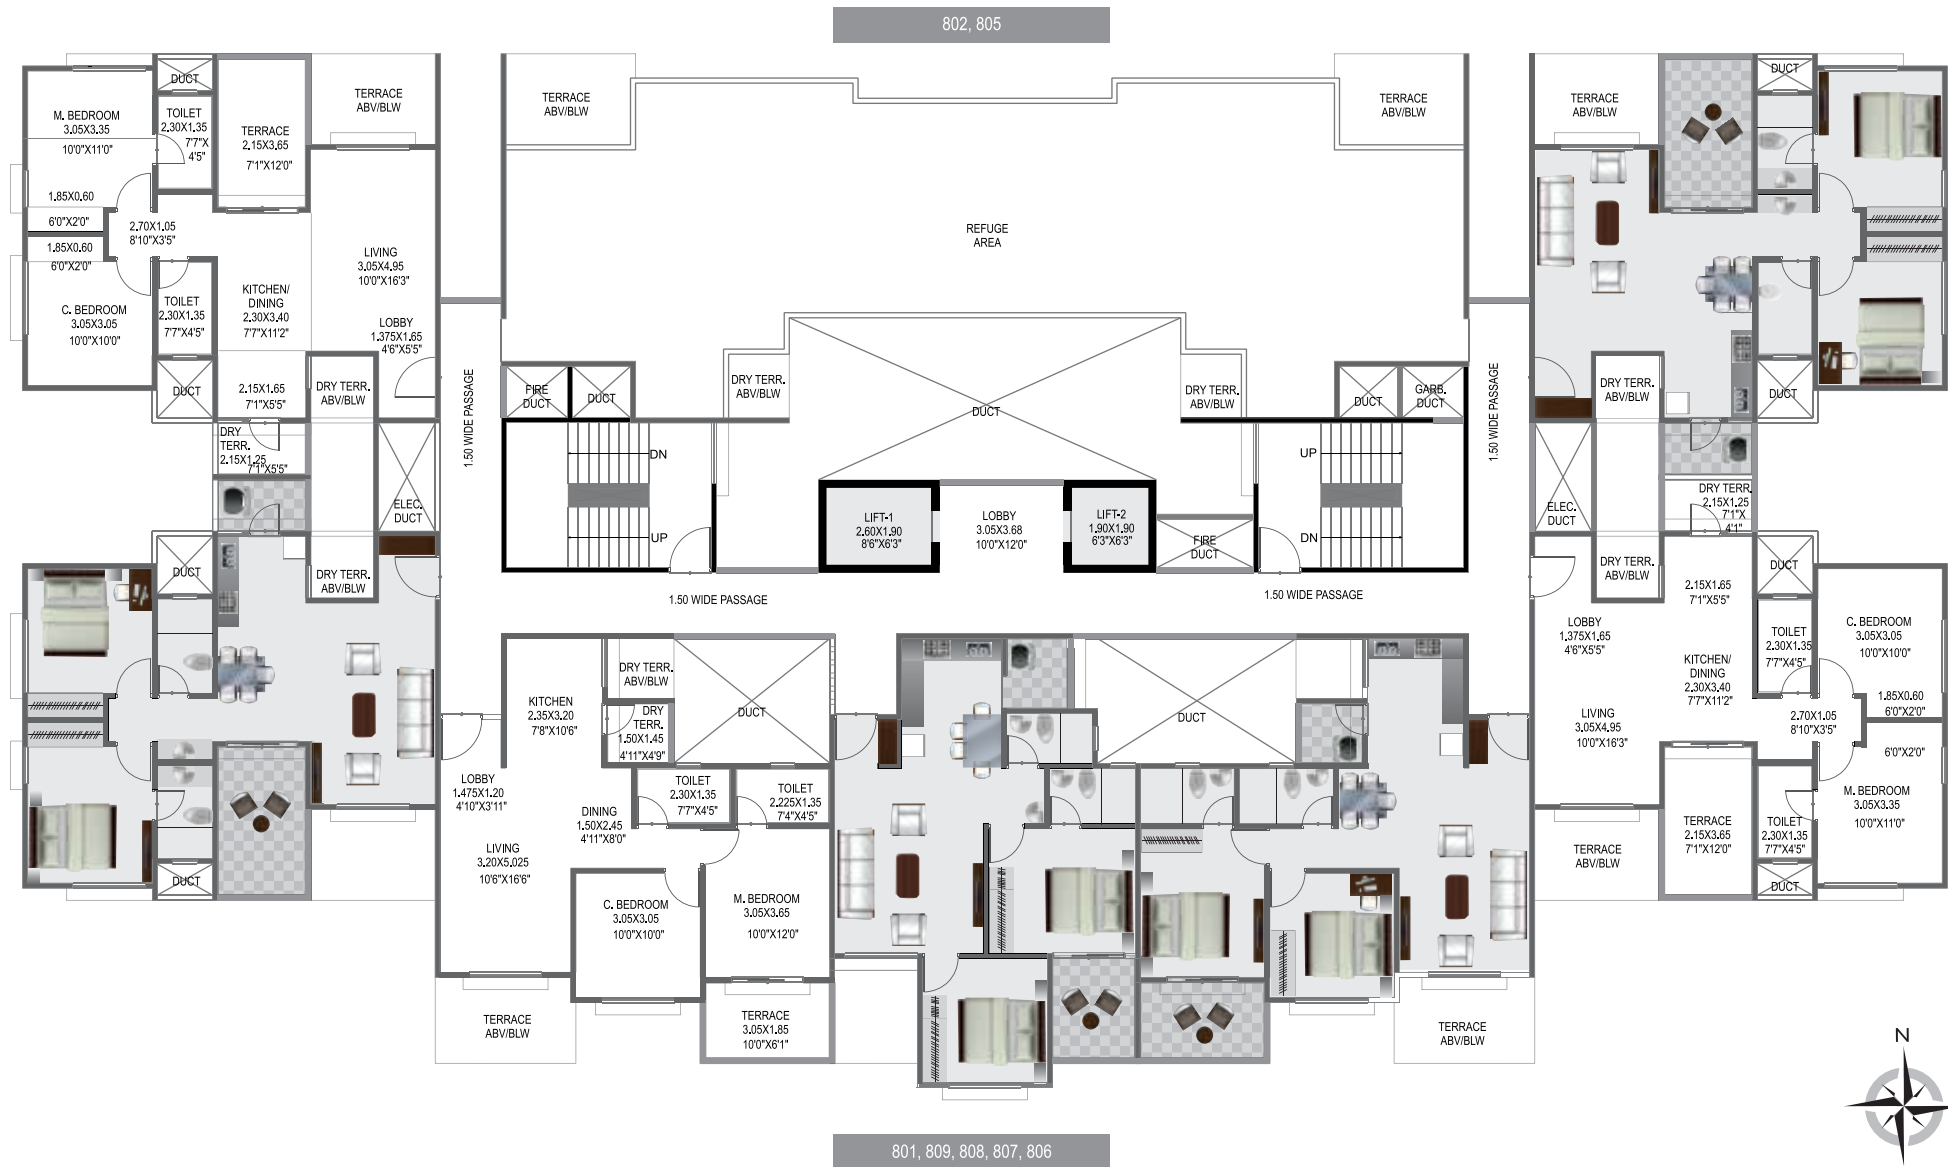 802, 805
DUCT
M. BEDROOM
3.05X3.35
10'0"X11'0"
TOILET
2.30X1.35
7'7"X
4'5"
TERRACE
2.15X3.65
7'1"X12'0"
TERRACE
ABV/BLW
1.85X0.60
6'0"X2'0"
1.85X0.60
6'0"X2'0"
2.70X1.05
8'10"X3'5"
LIVING
3.05X4.95
10'0"X16'3"
C. BEDROOM
3.05X3.05
10'0"X10'0"
TOILET
2.30X1.35
7'7"X4'5"
KITCHEN/
DINING
2.30X3.40
7'7"X11'2"
LOBBY
1.375X1.65
4'6"X5'5"
DUCT
2.15X1.65
7'1"X5'5"
DRY TERR.
ABV/BLW
DRY
TERR.
2.15X1.25
7'1"X5'5"
ELEC.
DUCT
1.50 WIDE PASSAGE
TERRACE
ABV/BLW
TERRACE
ABV/BLW
REFUGE
AREA
FIRE
DUCT
DUCT
DRY TERR.
ABV/BLW
DUCT
DRY TERR.
ABV/BLW
DUCT
GARB.
DUCT
1.50 WIDE PASSAGE
DN
UP
UP
DN
LIFT-1
2.60X1.90
8'6"X6'3"
LOBBY
3.05X3.68
10'0"X12'0"
LIFT-2
1.90X1.90
6'3"X6'3"
FIRE
DUCT
1.50 WIDE PASSAGE
1.50 WIDE PASSAGE
TERRACE
ABV/BLW
DUCT
DRY TERR.
ABV/BLW
DUCT
ELEC.
DUCT
DRY TERR.
2.15X1.25
7'1"X
4'1"
DUCT
DRY TERR.
ABV/BLW
DUCT
DRY TERR.
ABV/BLW
DUCT
2.15X1.65
7'1"X5'5"
LOBBY
1.375X1.65
4'6"X5'5"
TOILET
2.30X1.35
7'7"X4'5"
C. BEDROOM
3.05X3.05
10'0"X10'0"
KITCHEN/
DINING
2.30X3.40
7'7"X11'2"
1.85X0.60
6'0"X2'0"
LIVING
3.05X4.95
10'0"X16'3"
2.70X1.05
8'10"X3'5"
6'0"X2'0"
M. BEDROOM
3.05X3.35
10'0"X11'0"
TERRACE
2.15X3.65
7'1"X12'0"
TOILET
2.30X1.35
7'7"X4'5"
TERRACE
ABV/BLW
DUCT
DUCT
KITCHEN
2.35X3.20
7'8"X10'6"
DRY TERR.
ABV/BLW
DRY
TERR.
1.50X1.45
4'11"X4'9"
DUCT
DUCT
LOBBY
1.475X1.20
4'10"X3'11"
TOILET
2.30X1.35
7'7"X4'5"
TOILET
2.225X1.35
7'4"X4'5"
DINING
1.50X2.45
4'11"X8'0"
LIVING
3.20X5.025
10'6"X16'6"
C. BEDROOM
3.05X3.05
10'0"X10'0"
M. BEDROOM
3.05X3.65
10'0"X12'0"
TERRACE
ABV/BLW
TERRACE
3.05X1.85
10'0"X6'1"
TERRACE
ABV/BLW
N
801, 809, 808, 807, 806